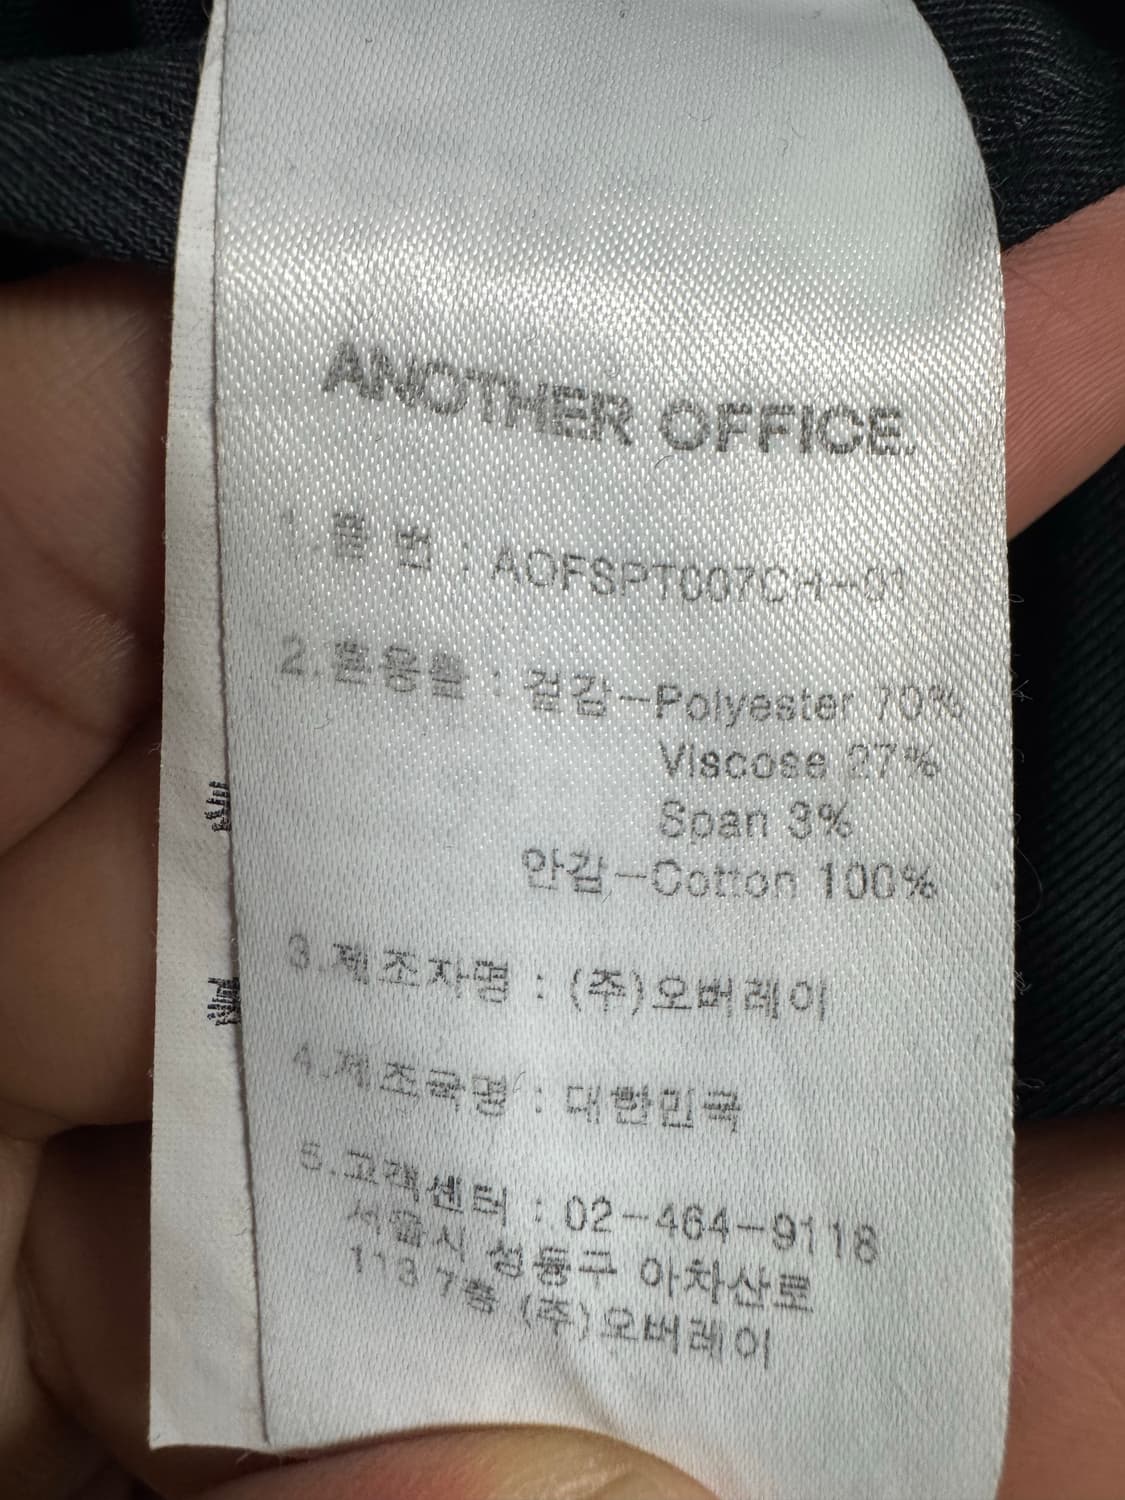 ANOTHER OFFICE.
1.품 번 : AOFSPT007CH-01
2.혼용율 : 겉감-Polyester 70%
Viscose 27%
Span 3%
안감-Cotton 100%
3.제조자명 : (주)오버레이
4.제조국명 : 대한민국
5.고객센터 : 02-464-9118
서울시 성동구 아차산로
113 7층 (주)오버레이